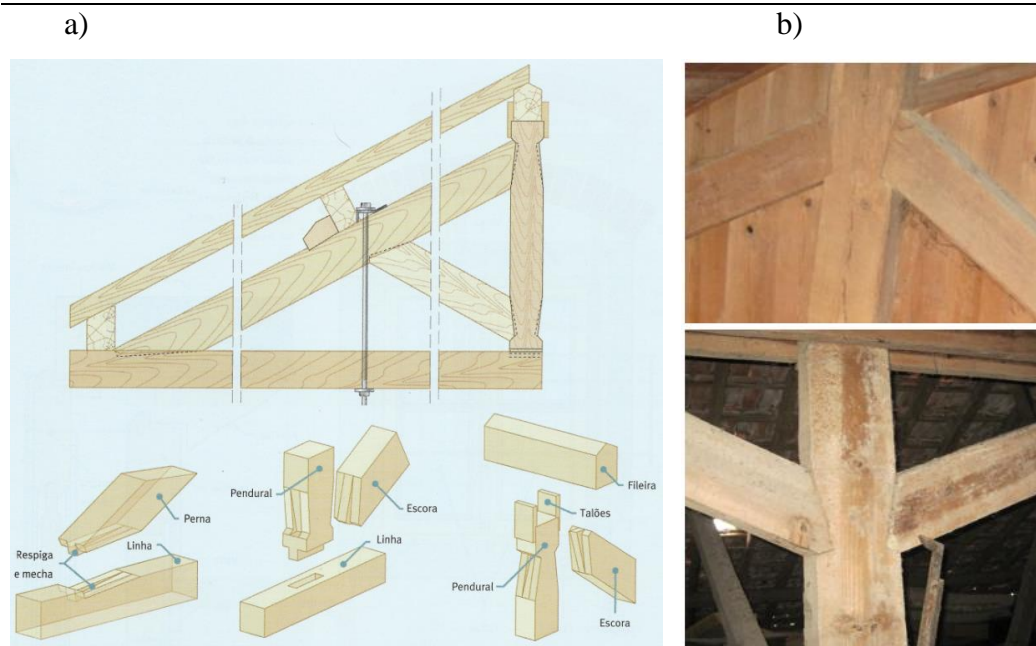 a)
b)
Perna
Respiga
e mecha
Linha
Pendural
Escora
Linha
Fileira
Talões
Pendural
Escora